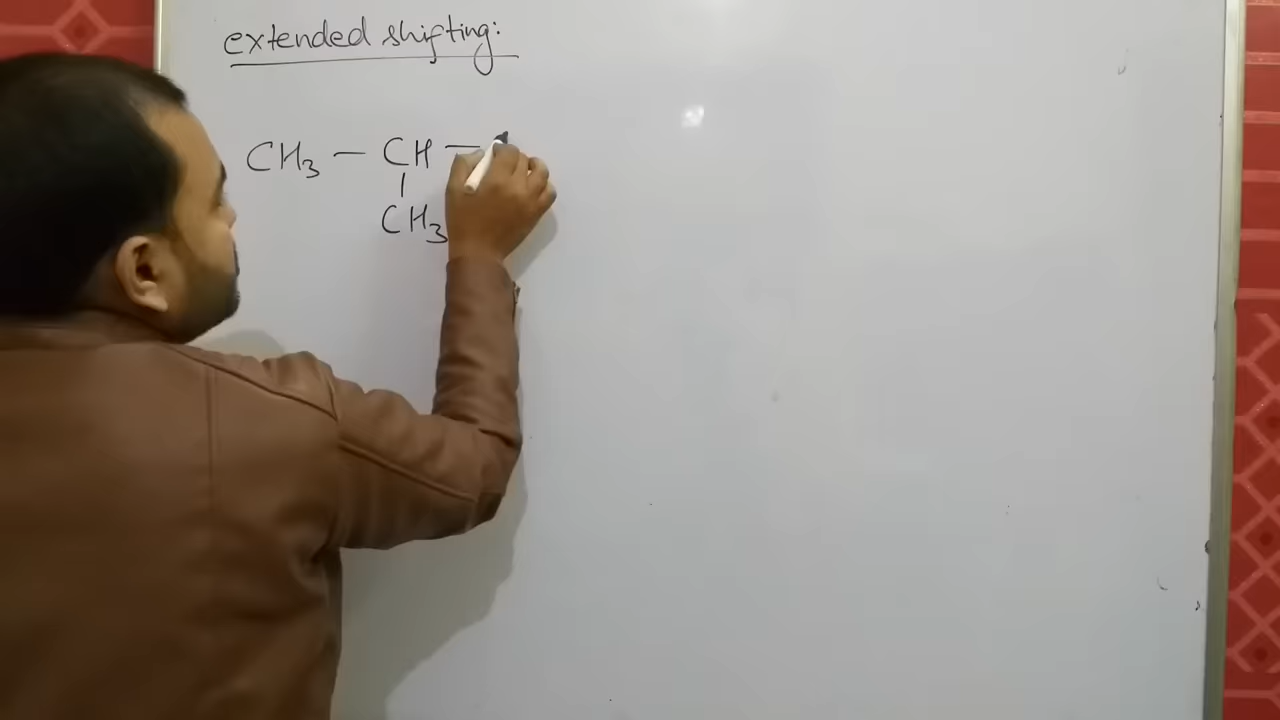 extended shifting:
CH₃ — CH —
|
CH₃